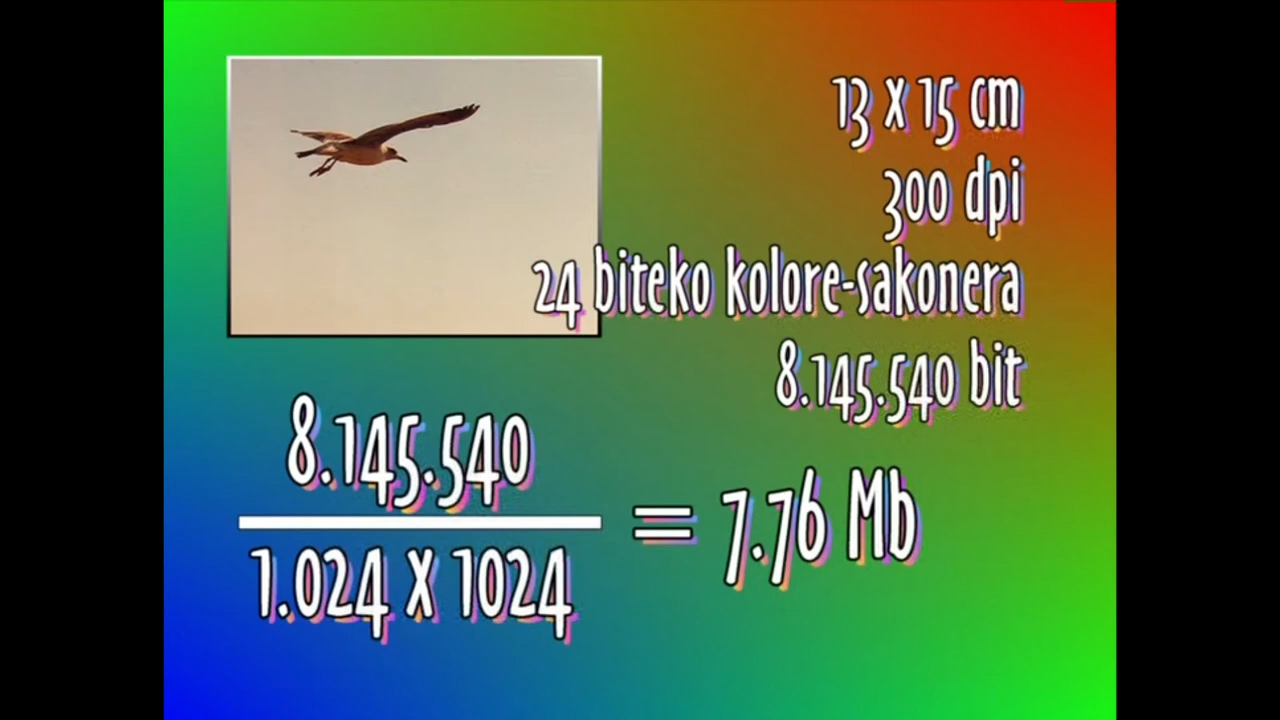 13 x 15 cm
300 dpi
24 biteko kolore-sakonera
8.145.540 bit
8.145.540
1.024 x 1024
= 7.76 Mb